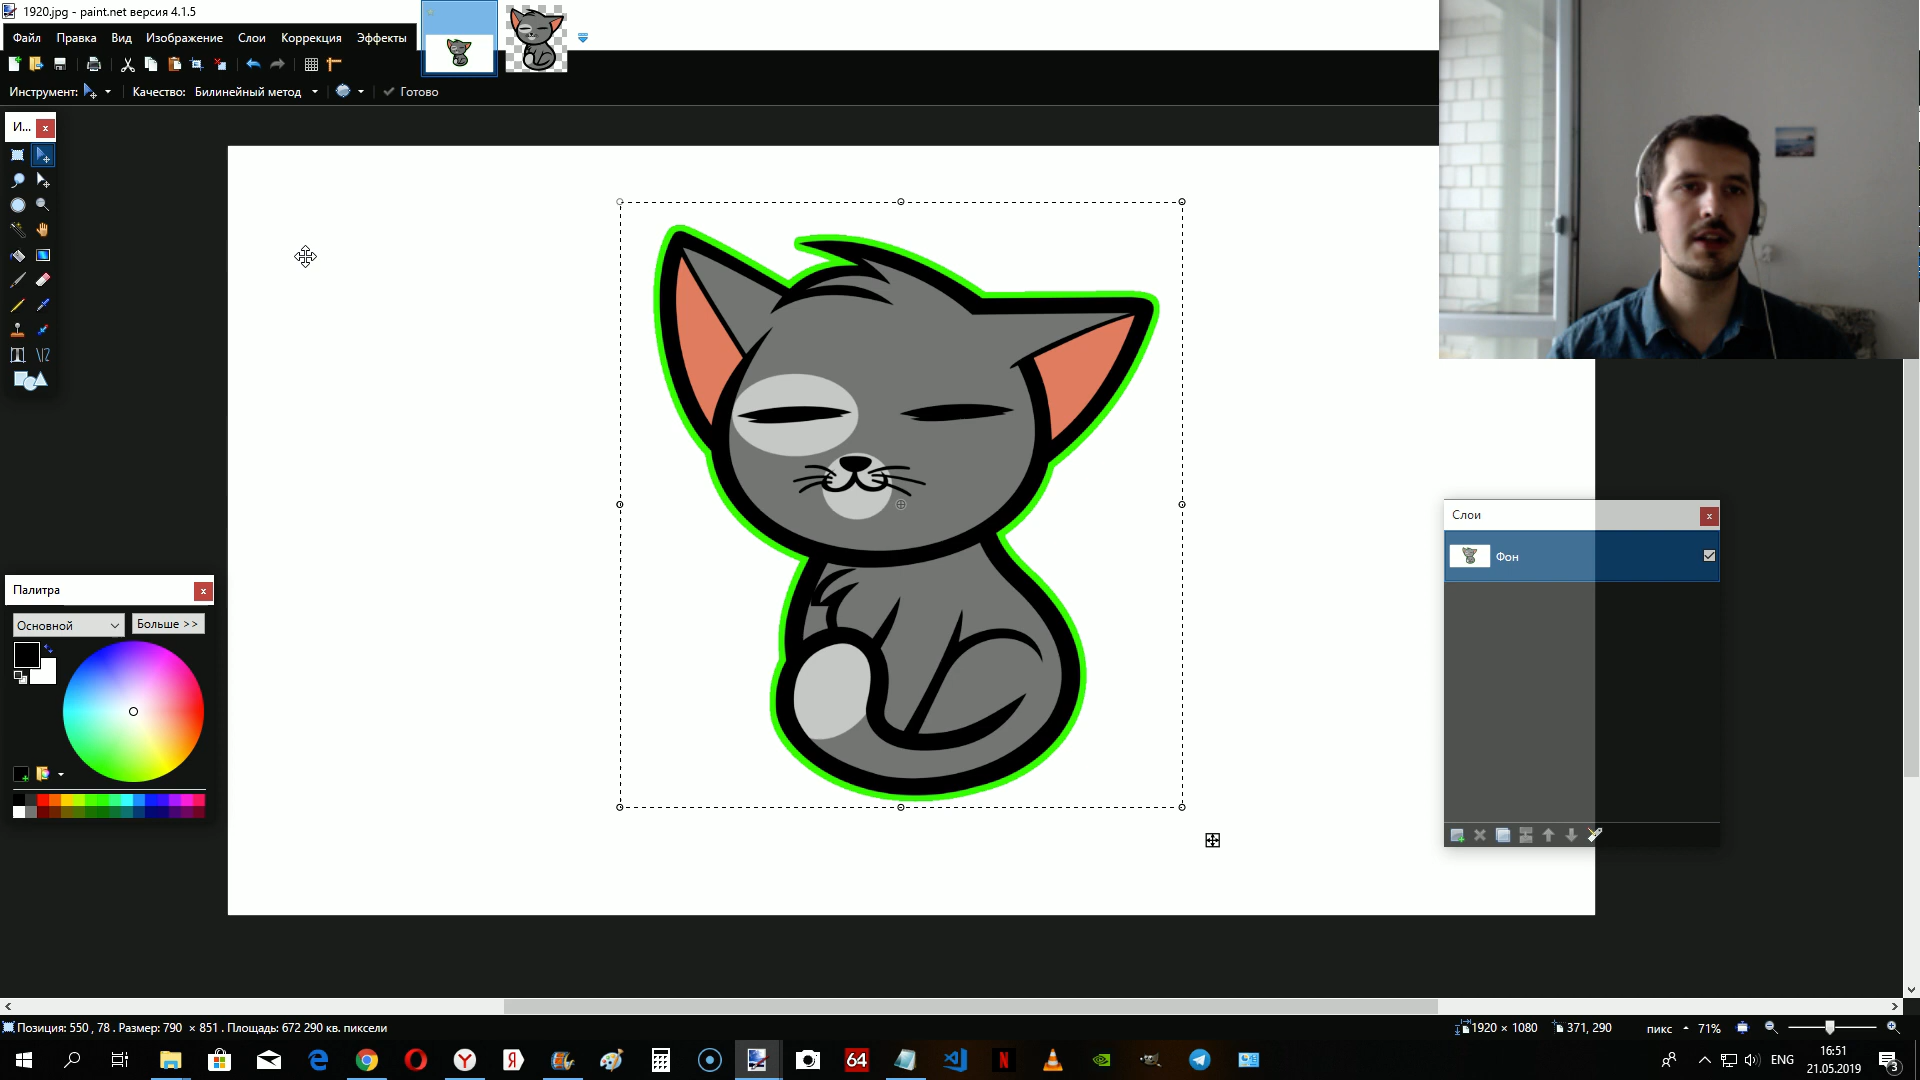 1920.jpg - paint.net версия 4.1.5
Файл Правка Вид Изображение Слои Коррекция Эффекты
Инструмент: Качество: Билинейный метод Готово
И... x
Слои x
Фон
Палитра x
Основной Больше >>
Позиция: 550 , 78 . Размер: 790 × 851 . Площадь: 672 290 кв. пиксели
1920 × 1080 371, 290 пикс 71%
64 ENG 16:51
21.05.2019 3